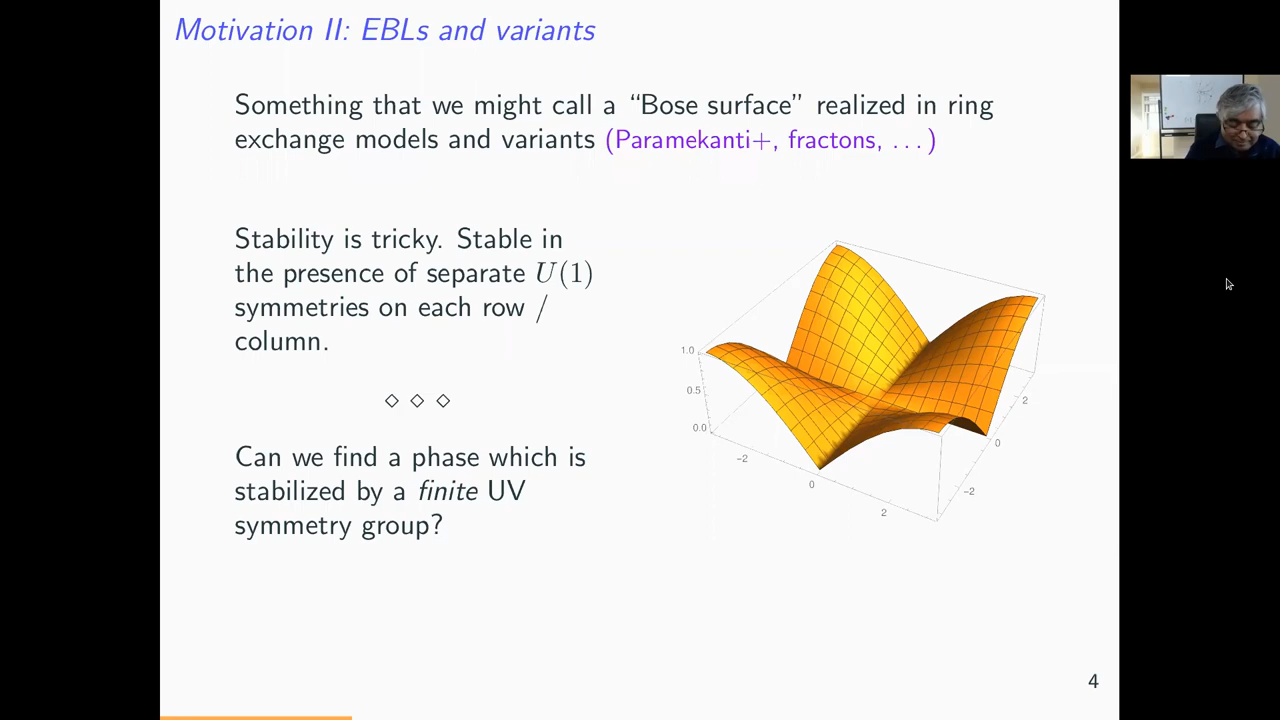 Motivation II: EBLs and variants
Something that we might call a “Bose surface” realized in ring
exchange models and variants (Paramekanti+, fractons, . . . )
Stability is tricky. Stable in
the presence of separate U(1)
symmetries on each row /
column.
◇ ◇ ◇
Can we find a phase which is
stabilized by a finite UV
symmetry group?
1.0
0.5
0.0
−2
0
2
−2
0
2
4